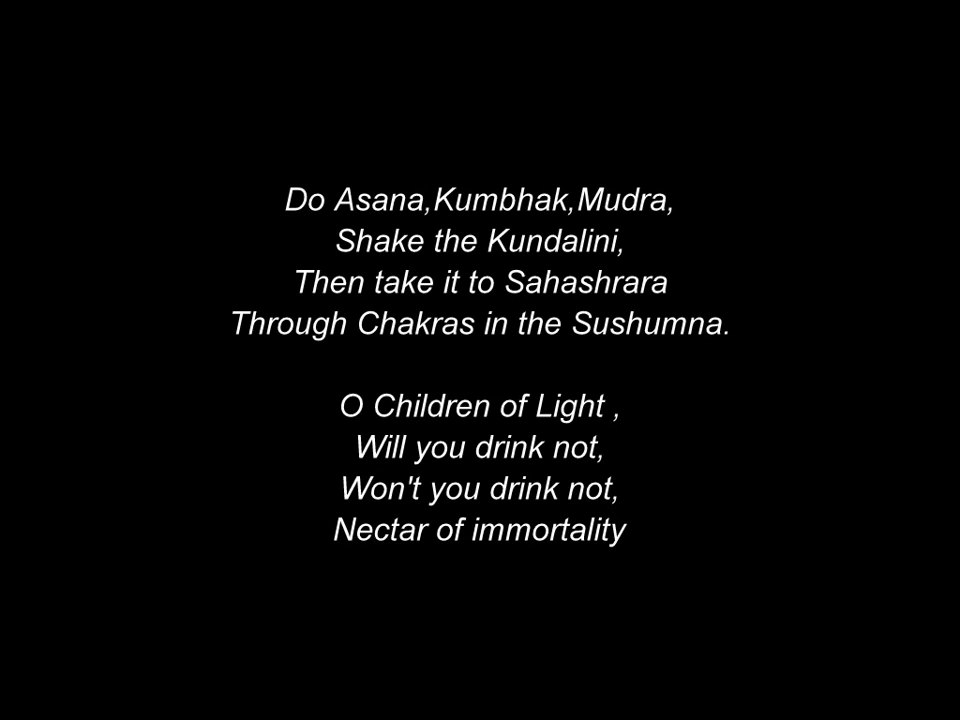 Do Asana,Kumbhak,Mudra,
Shake the Kundalini,
Then take it to Sahashrara
Through Chakras in the Sushumna.

O Children of Light ,
Will you drink not,
Won't you drink not,
Nectar of immortality